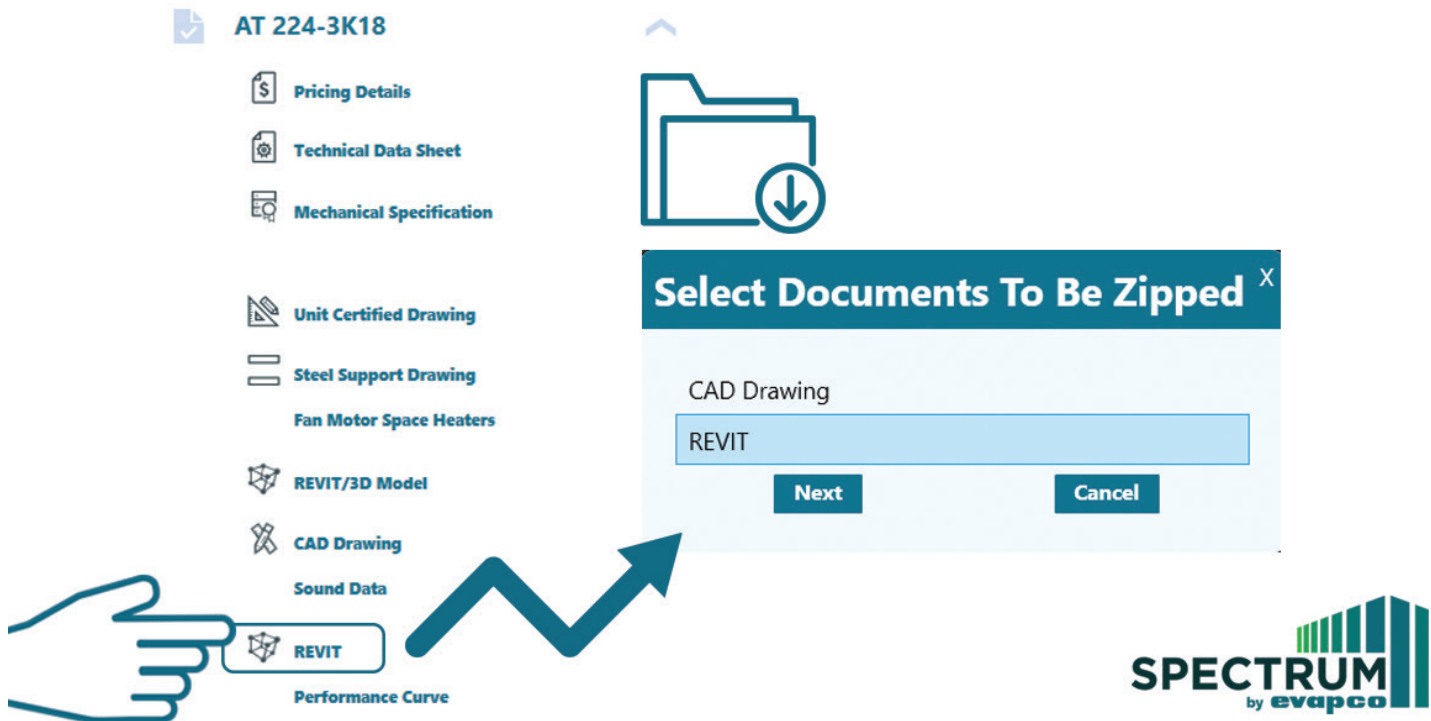 AT 224-3K18
Pricing Details
Technical Data Sheet
Mechanical Specification
Unit Certified Drawing
Steel Support Drawing
Fan Motor Space Heaters
REVIT/3D Model
CAD Drawing
Sound Data
REVIT
Performance Curve
Select Documents To Be Zipped X
CAD Drawing
REVIT
Next Cancel
SPECTRUM
by evapco